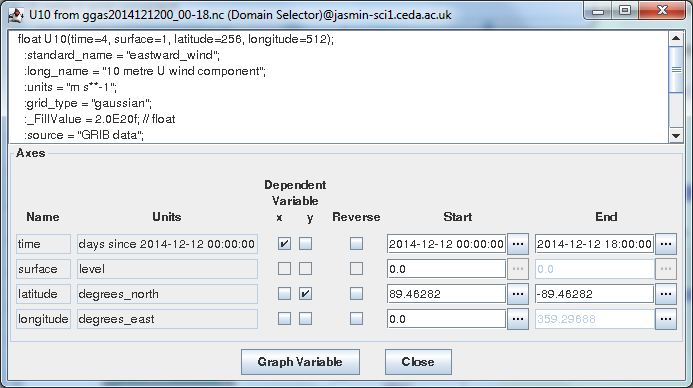 U10 from ggas2014121200_00-18.nc (Domain Selector)@jasmin-sci1.ceda.ac.uk
float U10(time=4, surface=1, latitude=256, longitude=512);
:standard_name = "eastward_wind";
:long_name = "10 metre U wind component";
:units = "m s**-1";
:grid_type = "gaussian";
:_FillValue = 2.0E20f; // float
:source = "GRIB data";
Axes
Dependent
Variable
Name Units x y Reverse Start End
time days since 2014-12-12 00:00:00 2014-12-12 00:00:00 ... 2014-12-12 18:00:00 ...
surface level 0.0 ... 0.0 ...
latitude degrees_north 89.46282 ... -89.46282 ...
longitude degrees_east 0.0 ... 359.29688 ...
Graph Variable Close